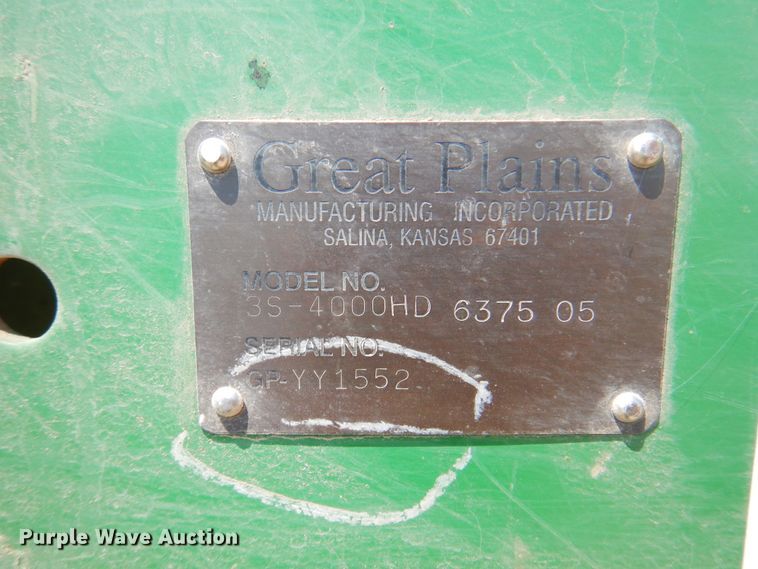 Great Plains
MANUFACTURING INCORPORATED
SALINA, KANSAS 67401
MODEL NO.
3S-4000HD 6375 05
SERIAL NO.
GP-YY1552
Purple Wave Auction